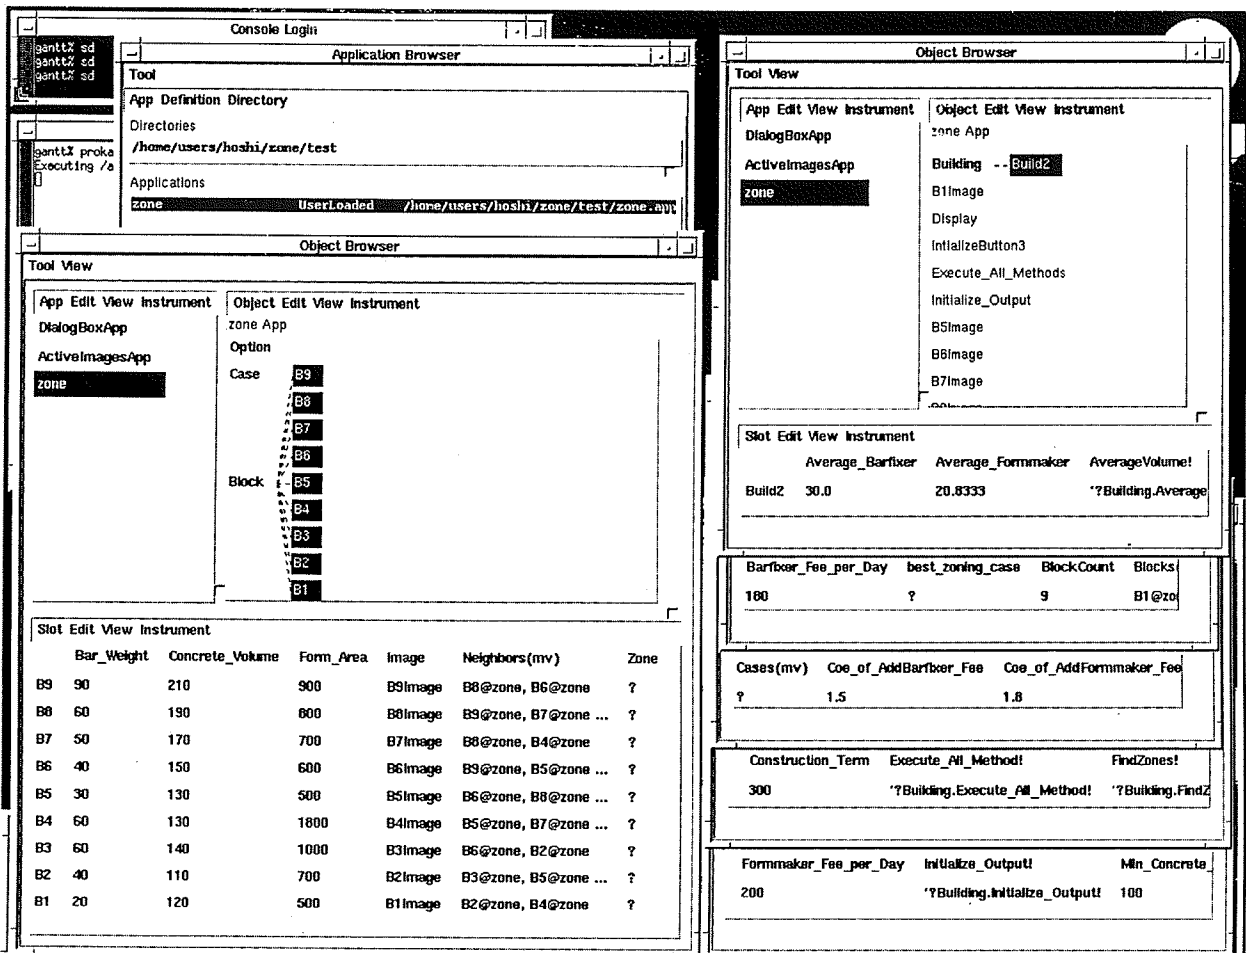 Console Login
gantt% sd
gantt% sd
gantt% sd
gantt% proka
Executing /a
Application Browser
Tool
App Definition Directory
Directories
/home/users/hoshi/zone/test
Applications
zone UserLoaded /home/users/hoshi/zone/test/zone.app
Object Browser
Tool View
App Edit View Instrument
DialogBoxApp
ActiveImagesApp
zone
Object Edit View Instrument
zone App
Option
Case
Block
B9
B8
B7
B6
B5
B4
B3
B2
B1
Slot Edit View Instrument
Bar_Weight Concrete_Volume Form_Area Image Neighbors(mv) Zone
B9 90 210 900 B9Image B8@zone, B6@zone ?
B8 60 190 800 B8Image B9@zone, B7@zone ... ?
B7 50 170 700 B7Image B8@zone, B4@zone ?
B6 40 150 600 B6Image B9@zone, B5@zone ... ?
B5 30 130 500 B5Image B6@zone, B8@zone ... ?
B4 60 130 1800 B4Image B5@zone, B7@zone ... ?
B3 60 140 1000 B3Image B6@zone, B2@zone ?
B2 40 110 700 B2Image B3@zone, B5@zone ... ?
B1 20 120 500 B1Image B2@zone, B4@zone ?
Object Browser
Tool View
App Edit View Instrument
DialogBoxApp
ActiveImagesApp
zone
Object Edit View Instrument
zone App
Building -- Build2
B1Image
Display
IntializeButton3
Execute_All_Methods
Initialize_Output
B5Image
B6Image
B7Image
Slot Edit View Instrument
Average_Barfixer Average_Formmaker AverageVolume!
Build2 30.0 20.8333 '?Building.Average
Barfixer_Fee_per_Day best_zoning_case BlockCount Blocks(
180 ? 9 B1@zo
Cases(mv) Coe_of_AddBarfixer_Fee Coe_of_AddFormmaker_Fee
? 1.5 1.8
Construction_Term Execute_All_Method! FindZones!
300 '?Building.Execute_All_Method! '?Building.FindZ
Formmaker_Fee_per_Day Initialize_Output! Min_Concrete_
200 '?Building.Initialize_Output! 100